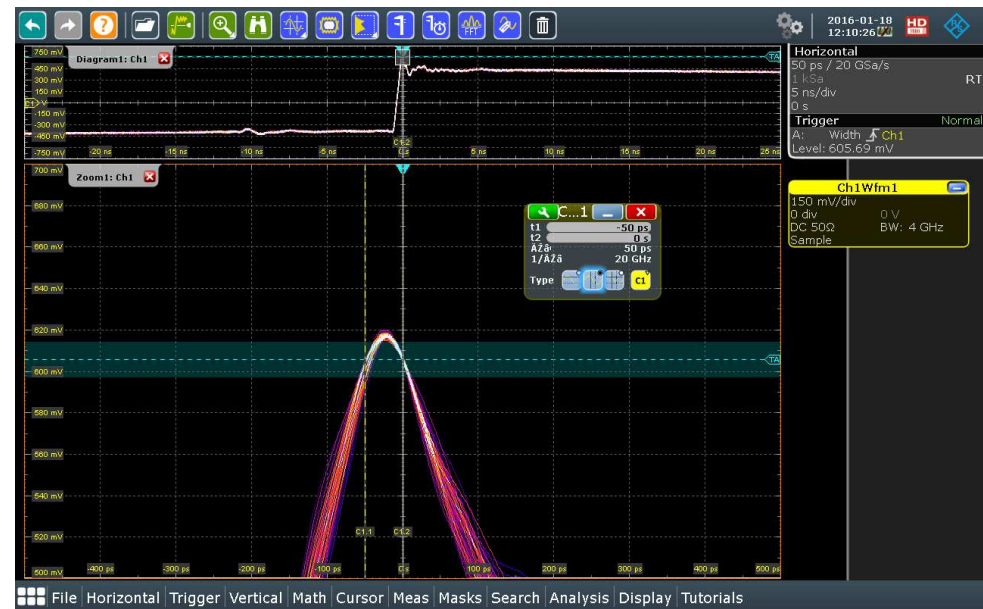 ?
FFT
2016-01-18
12:10:26
HD
Diagram1: Ch1
750 mV
450 mV
300 mV
150 mV
C1
V
-150 mV
-300 mV
-450 mV
-750 mV
-20 ns
-15 ns
-10 ns
-5 ns
0 s
5 ns
10 ns
15 ns
20 ns
25 ns
TA
Horizontal
50 ps / 20 GSa/s
1 kSa RT
5 ns/div
0 s
Trigger Normal
A: Width Ch1
Level: 605.69 mV
Zoom1: Ch1
700 mV
680 mV
660 mV
640 mV
620 mV
600 mV
580 mV
560 mV
540 mV
520 mV
500 mV
C...1
t1 -50 ps
t2 0 s
ÄŽâ 50 ps
1/ÄŽâ 20 GHz
Type C1
TA
Ch1Wfm1
150 mV/div
0 div 0 V
DC 50Ω BW: 4 GHz
Sample
C1.1
C1.2
-400 ps
-300 ps
-200 ps
-100 ps
0 s
100 ps
200 ps
300 ps
400 ps
500 ps
File Horizontal Trigger Vertical Math Cursor Meas Masks Search Analysis Display Tutorials